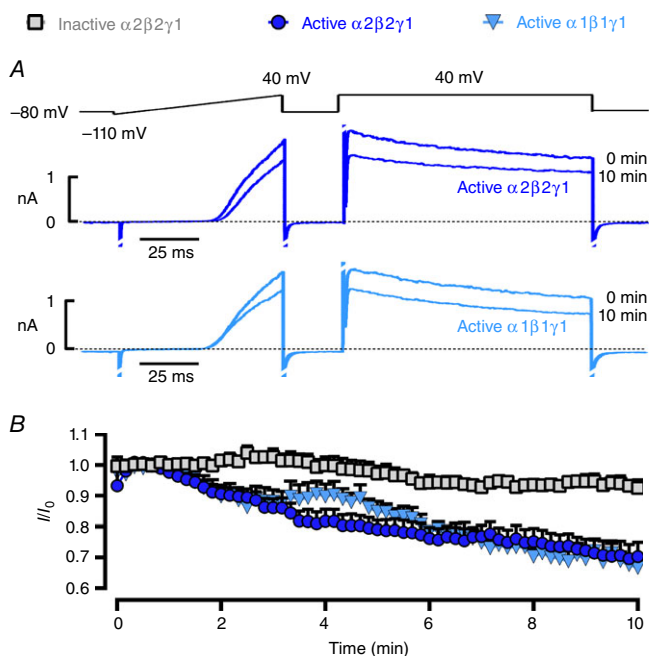 Inactive α2β2γ1 Active α2β2γ1 Active α1β1γ1
A
40 mV 40 mV
–80 mV
–110 mV
1
nA
0
0 min
10 min
Active α2β2γ1
25 ms
1
nA
0
0 min
10 min
Active α1β1γ1
25 ms
B
1.1
1.0
0.9
0.8
0.7
0.6
I/I0
0 2 4 6 8 10
Time (min)